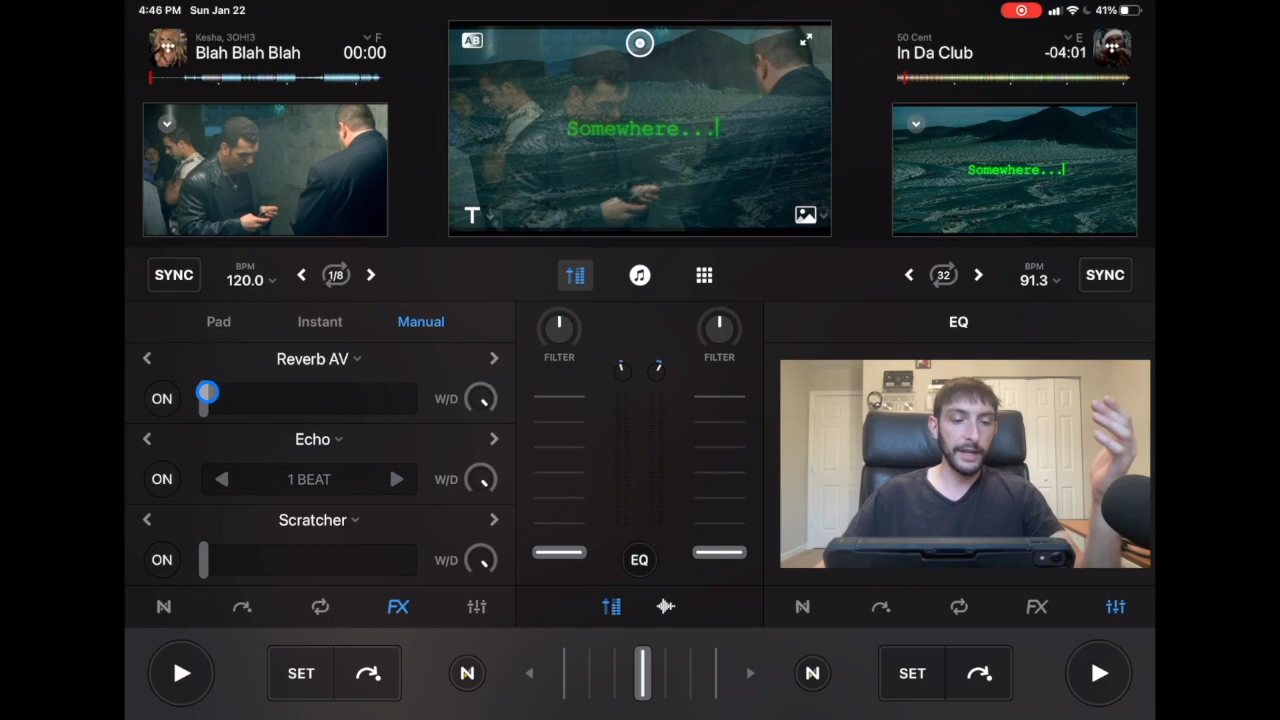 4:46 PM Sun Jan 22
41%
Kesha, 3OH!3
F
Blah Blah Blah
00:00
AB
Somewhere...
T
50 Cent
E
In Da Club
-04:01
Somewhere...
SYNC
BPM
120.0
1/8
32
BPM
91.3
SYNC
Pad
Instant
Manual
Reverb AV
ON
W/D
Echo
ON
1 BEAT
W/D
Scratcher
ON
W/D
FILTER
FILTER
EQ
EQ
N
FX
N
FX
SET
N
N
SET